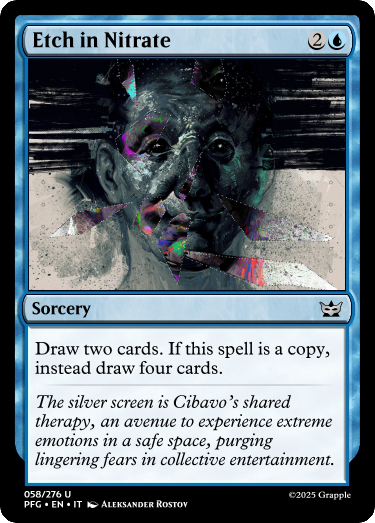 Etch in Nitrate 2
Sorcery
Draw two cards. If this spell is a copy,
instead draw four cards.
The silver screen is Cibavo's shared
therapy, an avenue to experience extreme
emotions in a safe space, purging
lingering fears in collective entertainment.
058/276 U
PFG • EN • IT Aleksander Rostov
©2025 Grapple